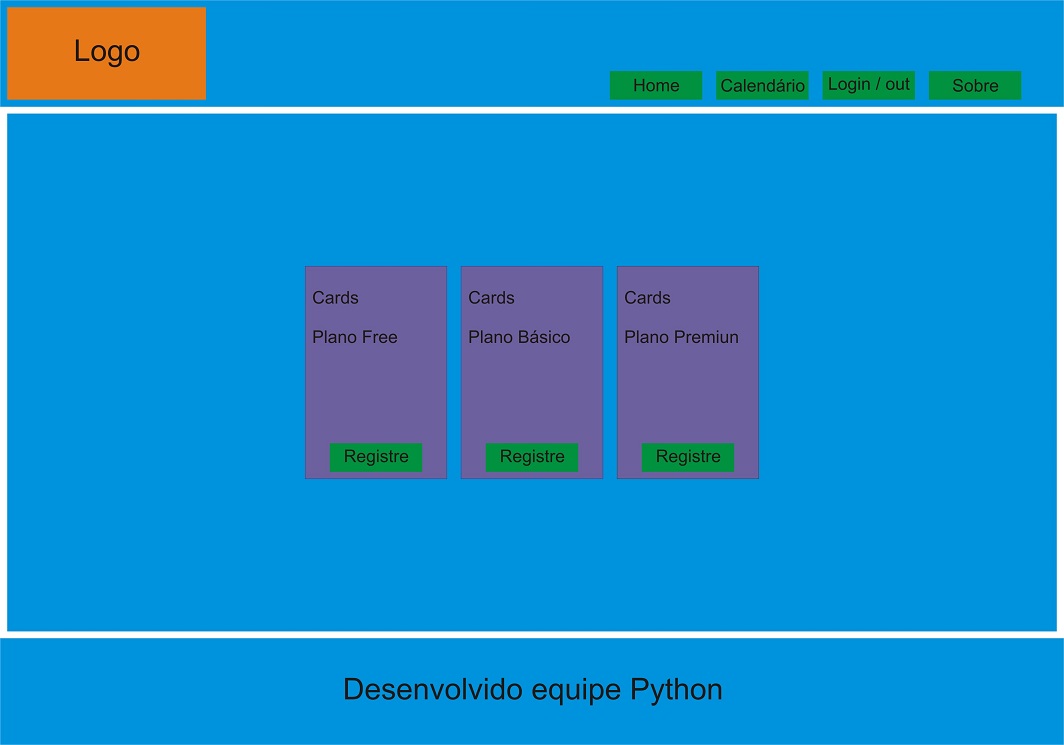 Logo
Home
Calendário
Login / out
Sobre
Cards
Plano Free
Registre
Cards
Plano Básico
Registre
Cards
Plano Premiun
Registre
Desenvolvido equipe Python